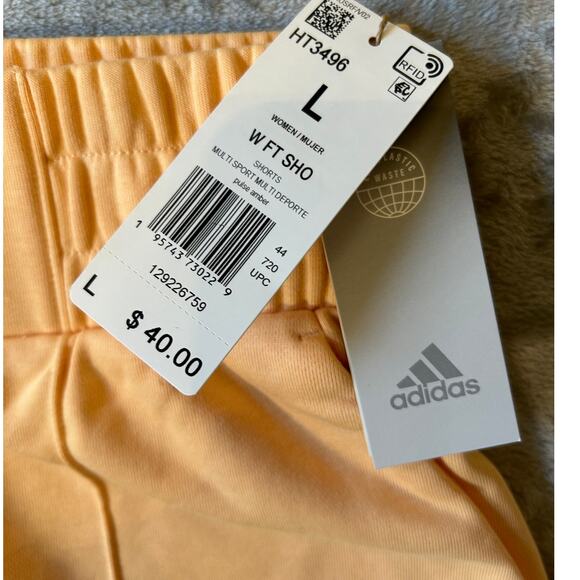 HT3496
RFID
L
WOMEN / MUJER
W FT SHO
SHORTS
MULTI SPORT MULTI DEPORTE
pulse amber
44
720
UPC
1 95743 73022 9
129226759
L
$ 40.00
WASTE
adidas